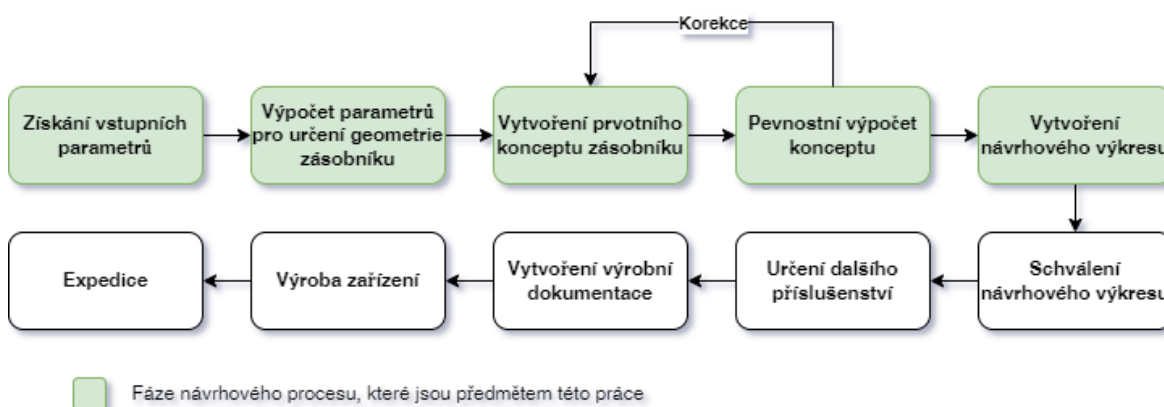 Korekce
Získání vstupních
parametrů
Výpočet parametrů
pro určení geometrie
zásobníku
Vytvoření prvotního
konceptu zásobníku
Pevnostní výpočet
konceptu
Vytvoření
návrhového výkresu
Expedice
Výroba zařízení
Vytvoření výrobní
dokumentace
Určení dalšího
příslušenství
Schválení
návrhového výkresu
Fáze návrhového procesu, které jsou předmětem této práce